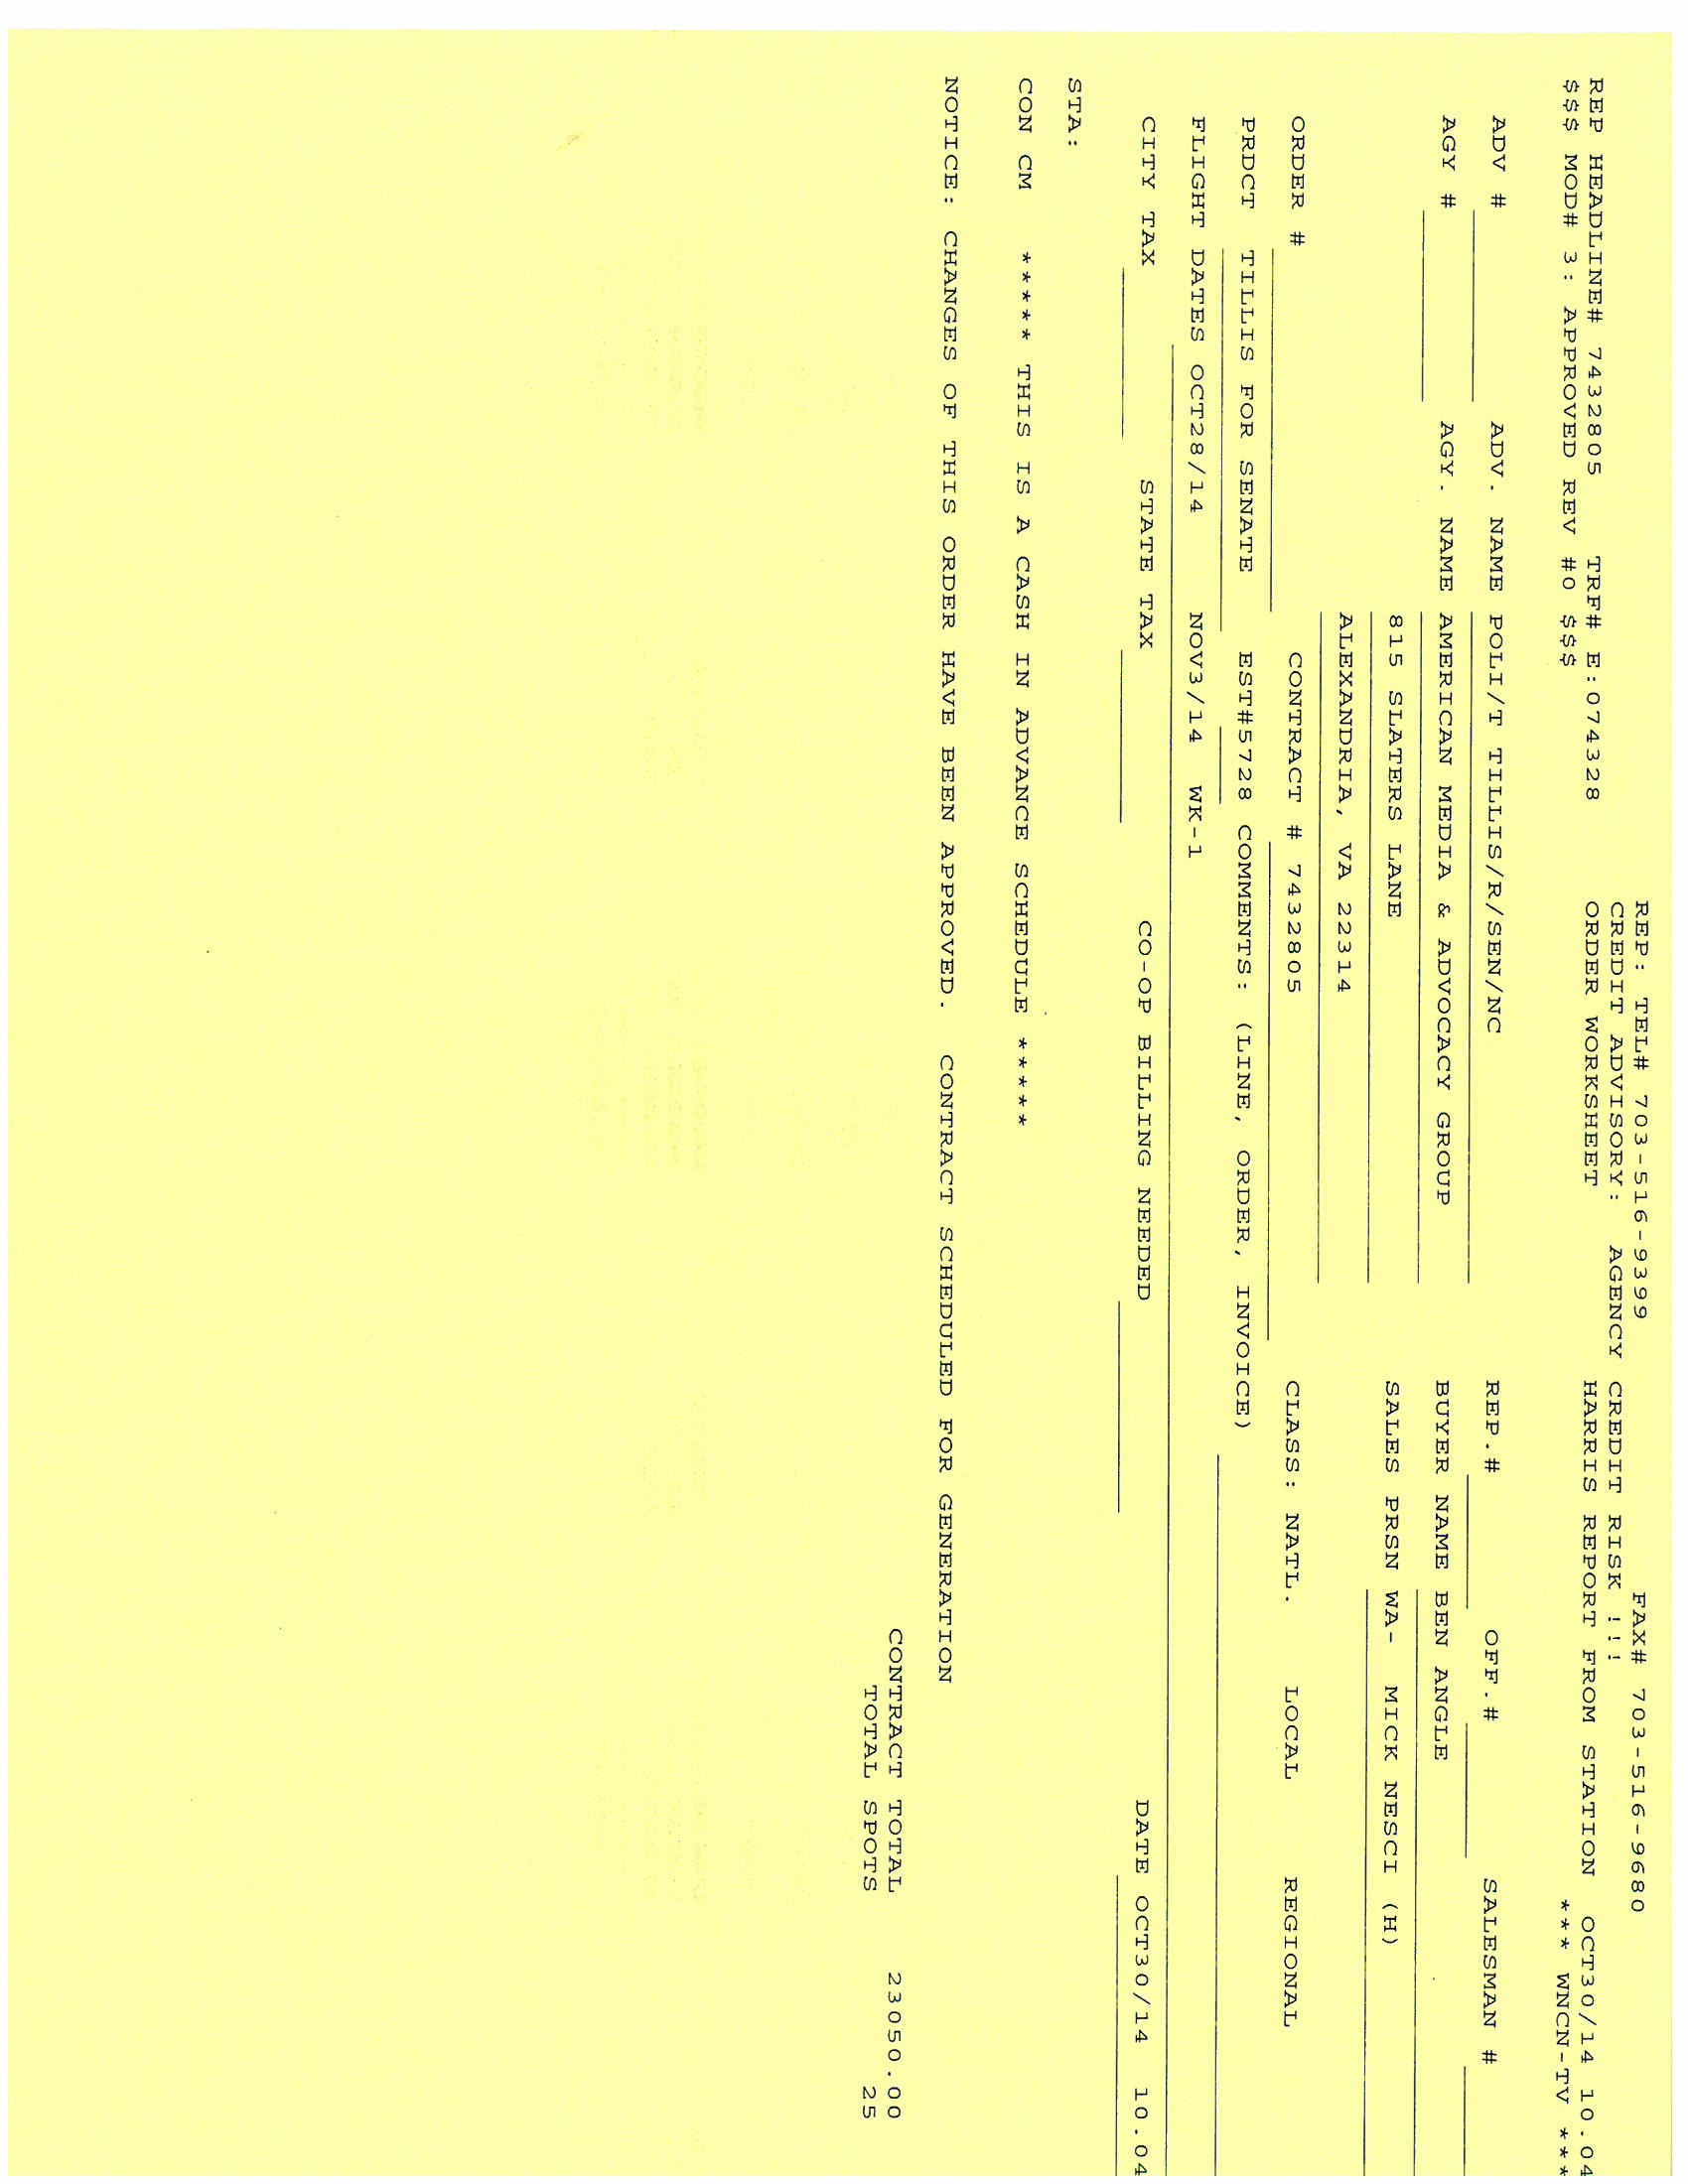 REP: TEL# 703-516-9399 FAX# 703-516-9680
CREDIT ADVISORY: AGENCY CREDIT RISK !!!
REP HEADLINE# 7432805 TRF# E:074328 ORDER WORKSHEET HARRIS REPORT FROM STATION OCT30/14 10.04
$$$ MOD# 3: APPROVED REV #0 $$$ *** WNCN-TV ***
ADV # ADV. NAME POLI/T TILLIS/R/SEN/NC REP.# OFF.# SALESMAN #
AGY # AGY. NAME AMERICAN MEDIA & ADVOCACY GROUP BUYER NAME BEN ANGLE
815 SLATERS LANE SALES PRSN WA- MICK NESCI (H)
ALEXANDRIA, VA 22314
ORDER # CONTRACT # 7432805 CLASS: NATL. LOCAL REGIONAL
PRDCT TILLIS FOR SENATE EST#5728 COMMENTS: (LINE, ORDER, INVOICE)
FLIGHT DATES OCT28/14 NOV3/14 WK-1
CITY TAX STATE TAX CO-OP BILLING NEEDED DATE OCT30/14 10.04
STA:
CON CM ***** THIS IS A CASH IN ADVANCE SCHEDULE *****
NOTICE: CHANGES OF THIS ORDER HAVE BEEN APPROVED. CONTRACT SCHEDULED FOR GENERATION
CONTRACT TOTAL 23050.00
TOTAL SPOTS 25